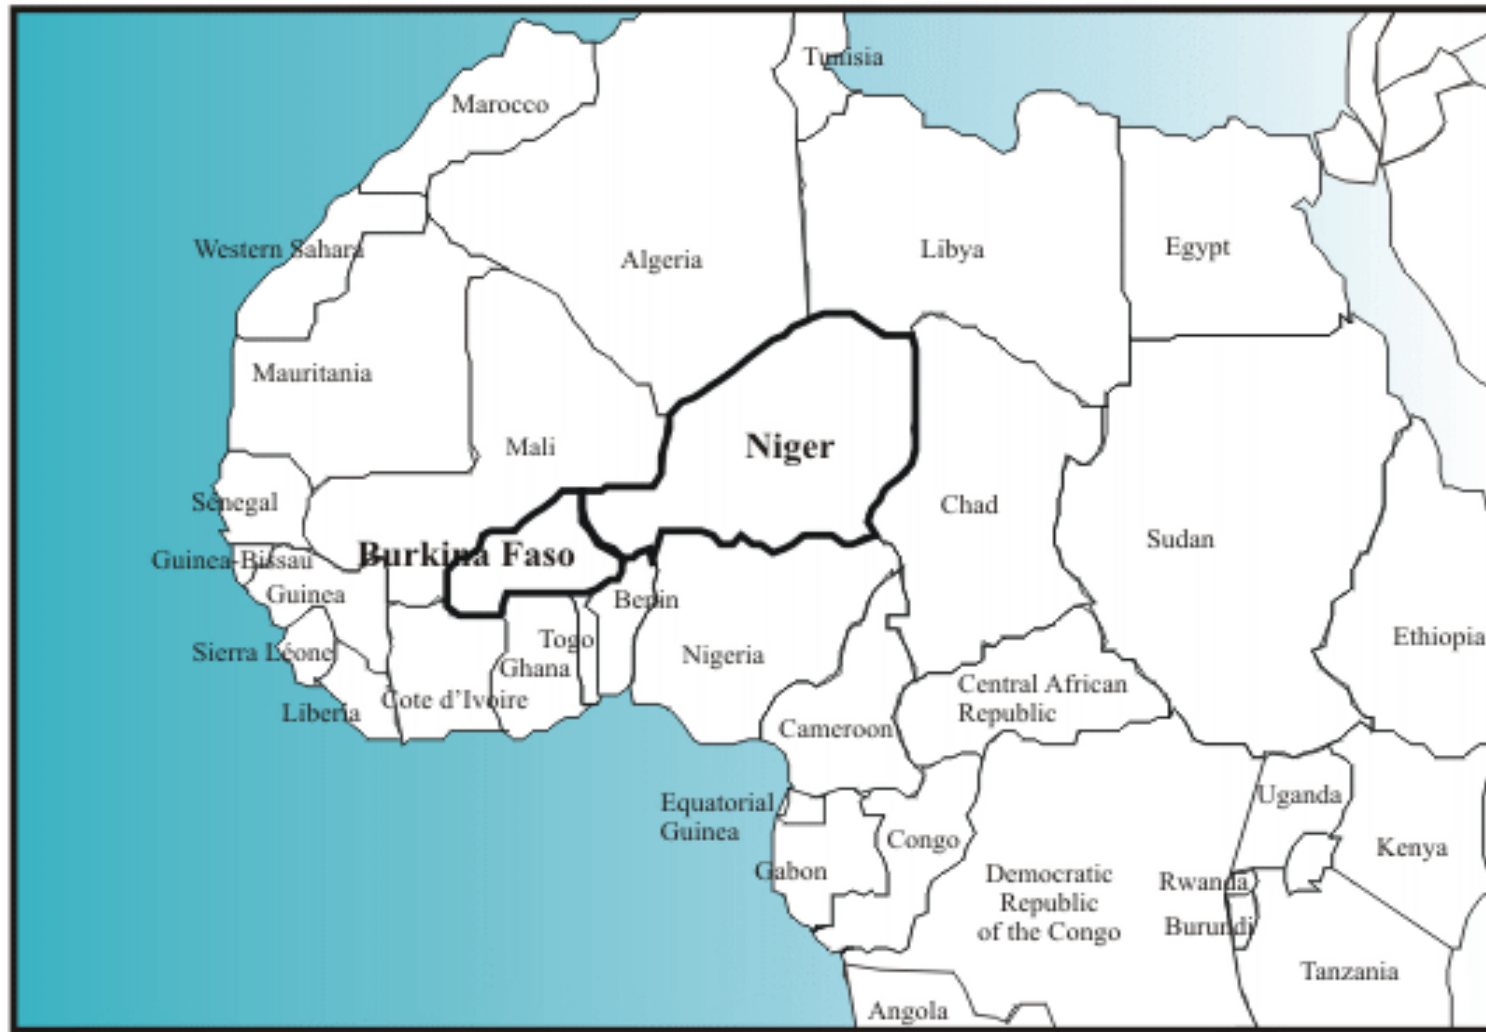 Tunisia
Marocco
Western Sahara
Algeria
Libya
Egypt
Mauritania
Mali
Niger
Senegal
Chad
Sudan
Burkina Faso
Guinea-Bissau
Guinea
Benin
Togo
Ethiopia
Sierra Leone
Ghana
Nigeria
Liberia
Cote d’Ivoire
Central African
Republic
Cameroon
Equatorial
Guinea
Uganda
Congo
Kenya
Gabon
Democratic
Republic
of the Congo
Rwanda
Burundi
Tanzania
Angola